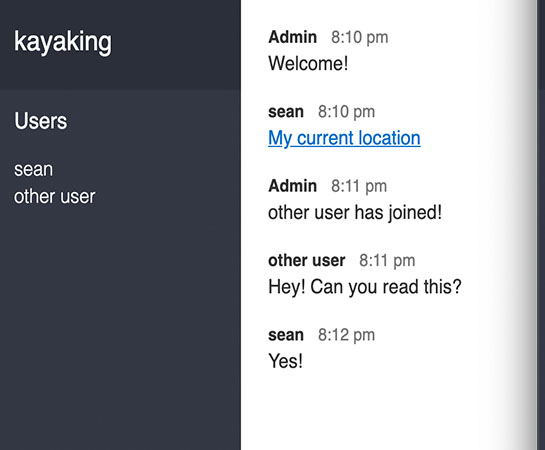 kayaking
Users
sean
other user
Admin 8:10 pm
Welcome!
sean 8:10 pm
My current location
Admin 8:11 pm
other user has joined!
other user 8:11 pm
Hey! Can you read this?
sean 8:12 pm
Yes!